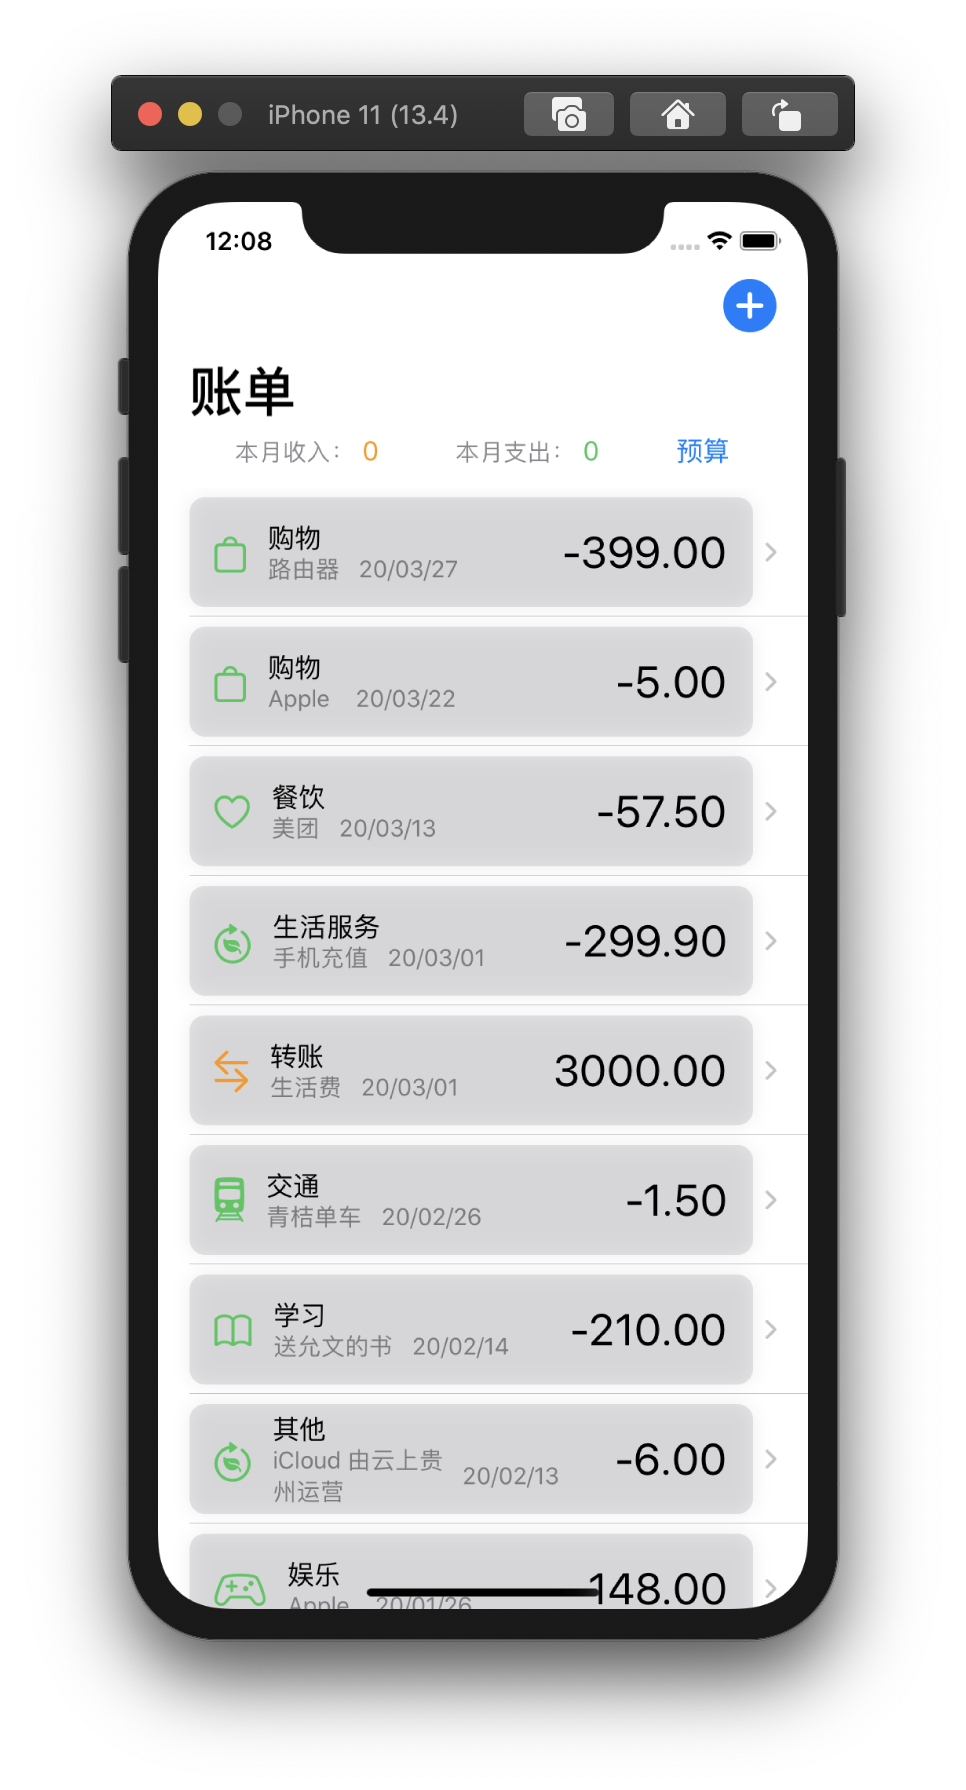 iPhone 11 (13.4)
12:08
账单
本月收入： 0 本月支出： 0 预算
购物
路由器 20/03/27
-399.00
购物
Apple 20/03/22
-5.00
餐饮
美团 20/03/13
-57.50
生活服务
手机充值 20/03/01
-299.90
转账
生活费 20/03/01
3000.00
交通
青桔单车 20/02/26
-1.50
学习
送允文的书 20/02/14
-210.00
其他
iCloud 由云上贵
州运营
20/02/13
-6.00
娱乐
Apple 20/01/26
148.00